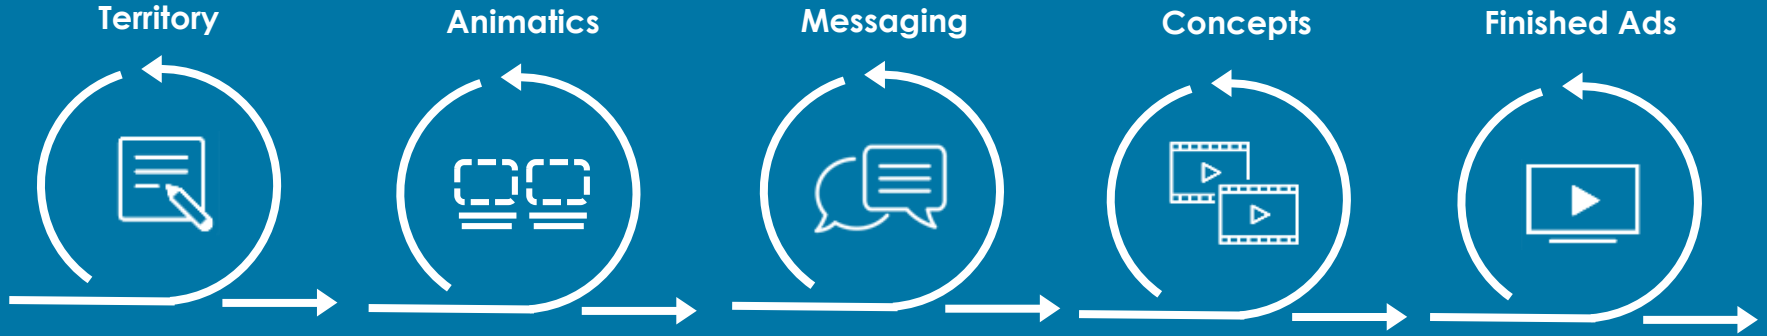 Territory
Animatics
Messaging
Concepts
Finished Ads